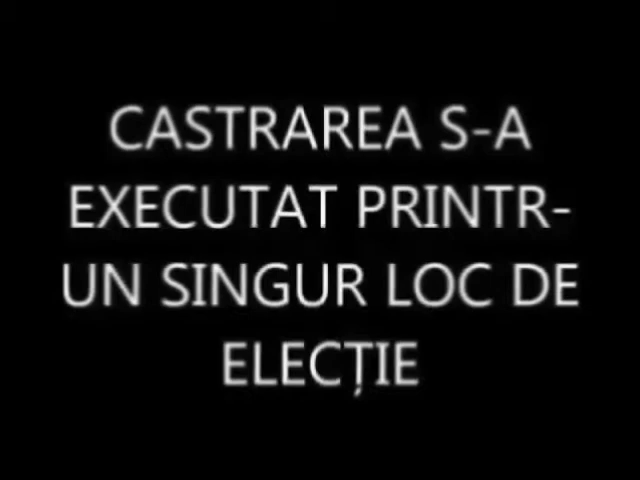 CASTRAREA S-A
EXECUTAT PRINTR-
UN SINGUR LOC DE
ELECȚIE